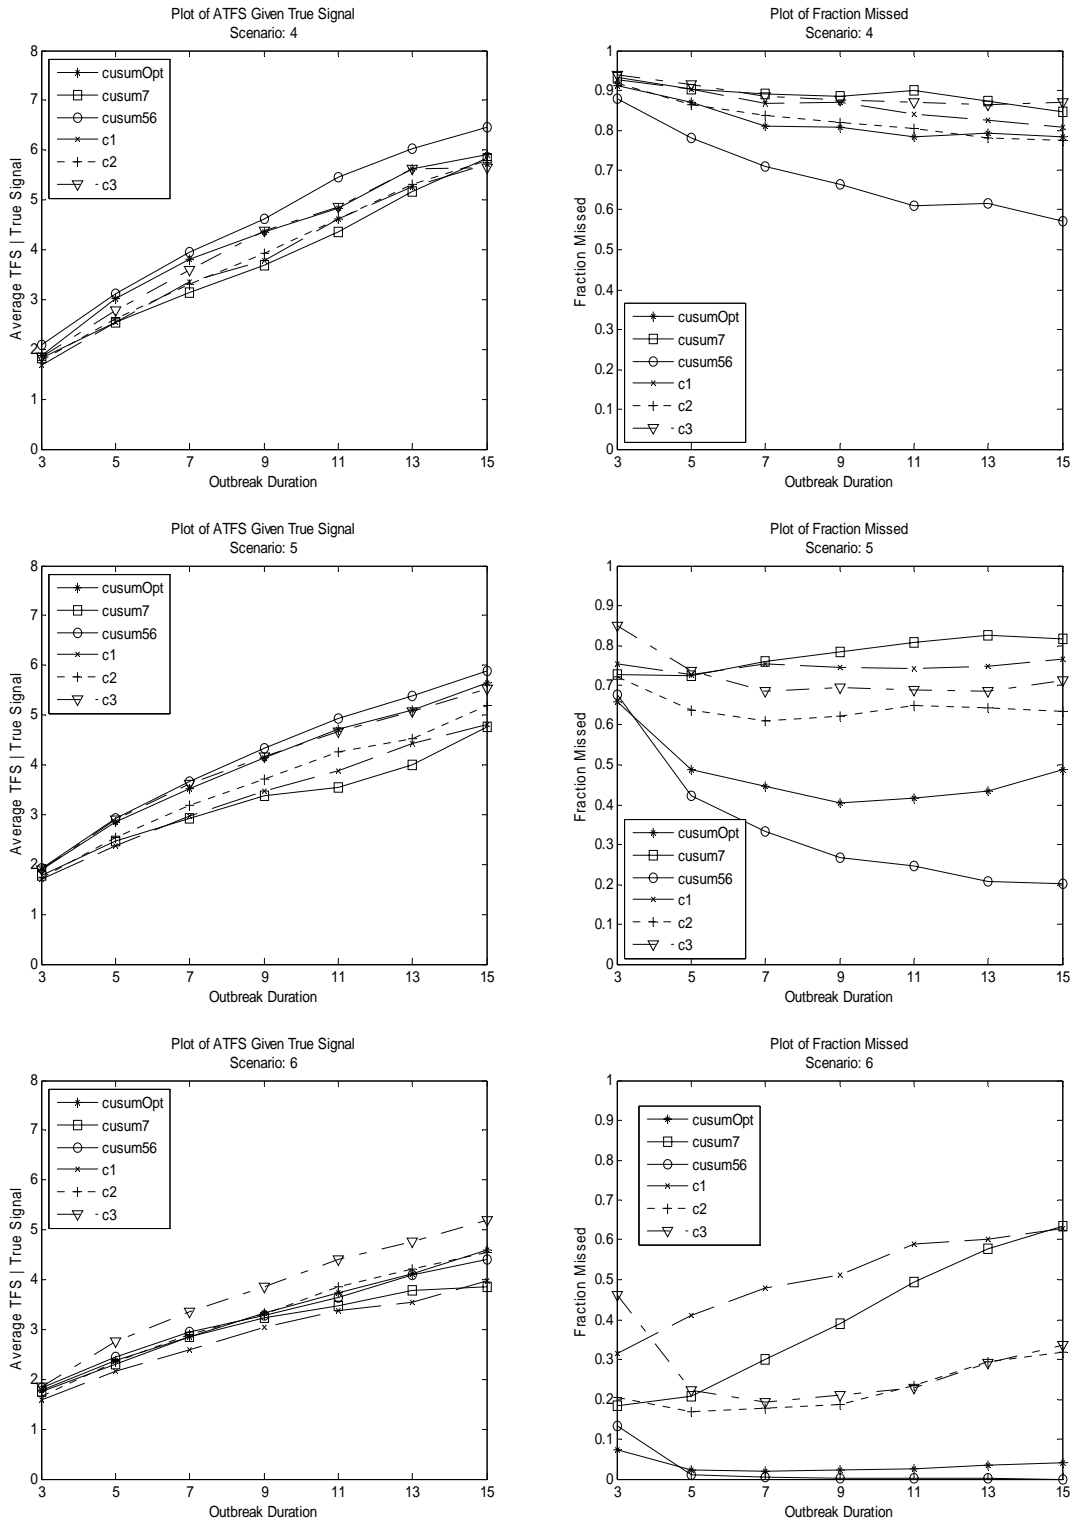 Plot of ATFS Given True Signal
Scenario: 4
8
7
6
5
4
3
2
1
0
Average TFS | True Signal
cusumOpt
cusum7
cusum56
c1
c2
c3
3 5 7 9 11 13 15
Outbreak Duration
Plot of Fraction Missed
Scenario: 4
1
0.9
0.8
0.7
0.6
0.5
0.4
0.3
0.2
0.1
0
Fraction Missed
cusumOpt
cusum7
cusum56
c1
c2
c3
3 5 7 9 11 13 15
Outbreak Duration
Plot of ATFS Given True Signal
Scenario: 5
8
7
6
5
4
3
2
1
0
Average TFS | True Signal
cusumOpt
cusum7
cusum56
c1
c2
c3
3 5 7 9 11 13 15
Outbreak Duration
Plot of Fraction Missed
Scenario: 5
1
0.9
0.8
0.7
0.6
0.5
0.4
0.3
0.2
0.1
0
Fraction Missed
cusumOpt
cusum7
cusum56
c1
c2
c3
3 5 7 9 11 13 15
Outbreak Duration
Plot of ATFS Given True Signal
Scenario: 6
8
7
6
5
4
3
2
1
0
Average TFS | True Signal
cusumOpt
cusum7
cusum56
c1
c2
c3
3 5 7 9 11 13 15
Outbreak Duration
Plot of Fraction Missed
Scenario: 6
1
0.9
0.8
0.7
0.6
0.5
0.4
0.3
0.2
0.1
0
Fraction Missed
cusumOpt
cusum7
cusum56
c1
c2
c3
3 5 7 9 11 13 15
Outbreak Duration